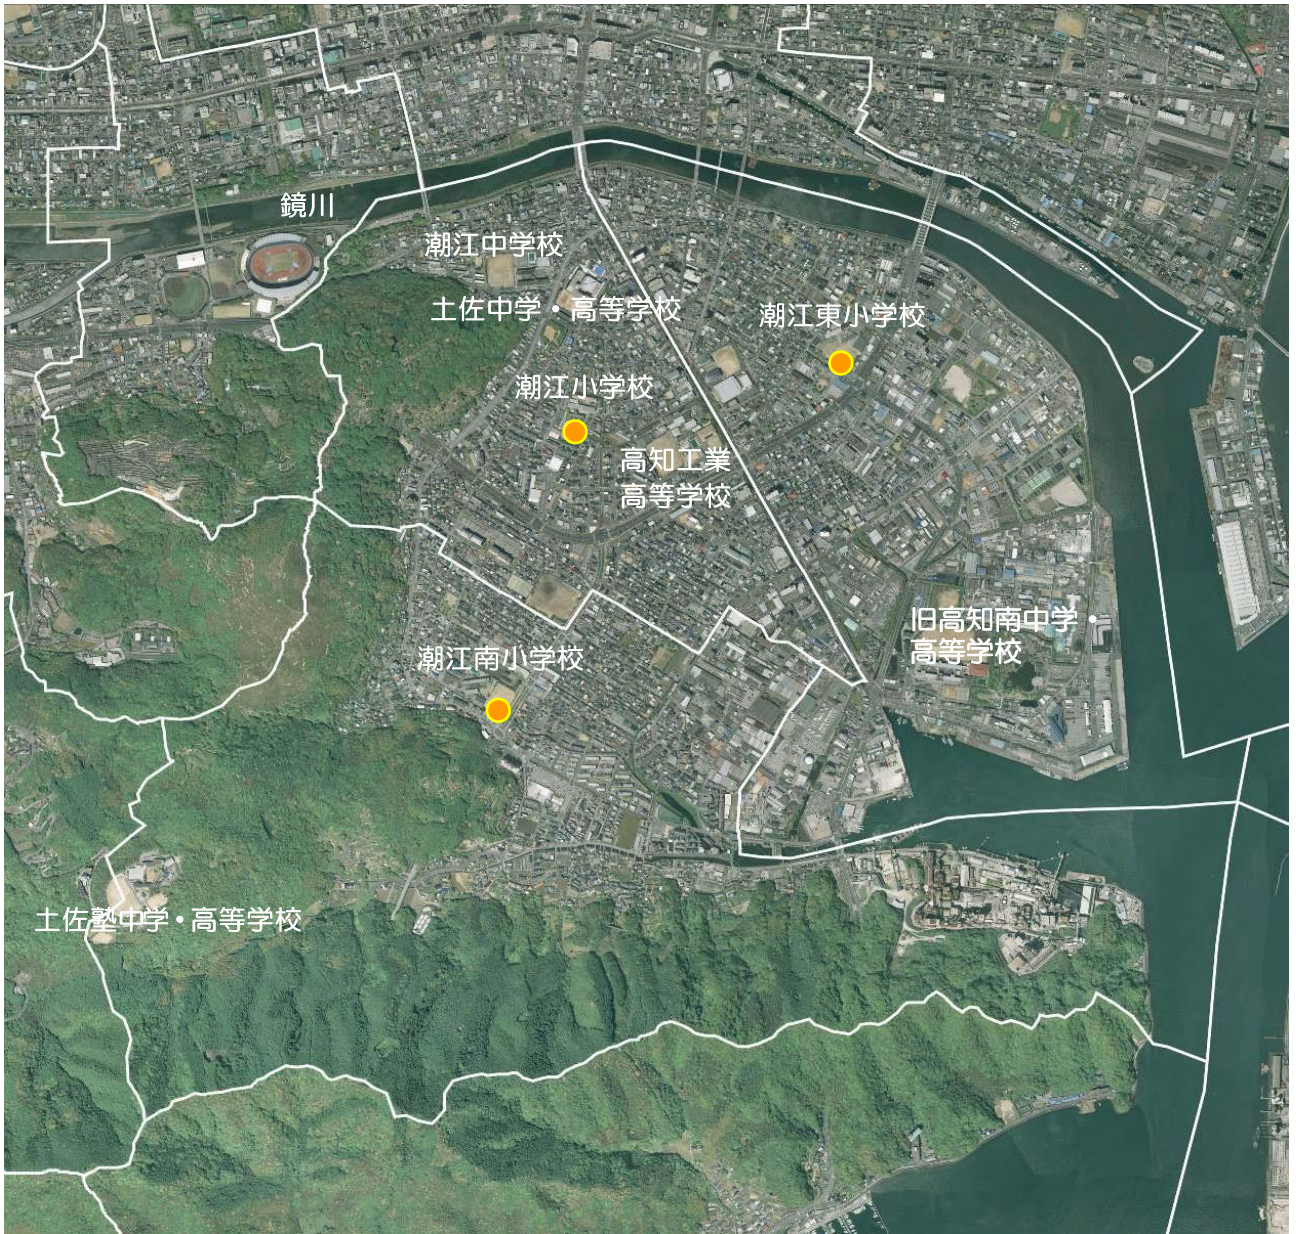 鏡川
潮江中学校
土佐中学・高等学校
潮江東小学校
潮江小学校
高知工業
高等学校
旧高知南中学・
高等学校
潮江南小学校
土佐塾中学・高等学校